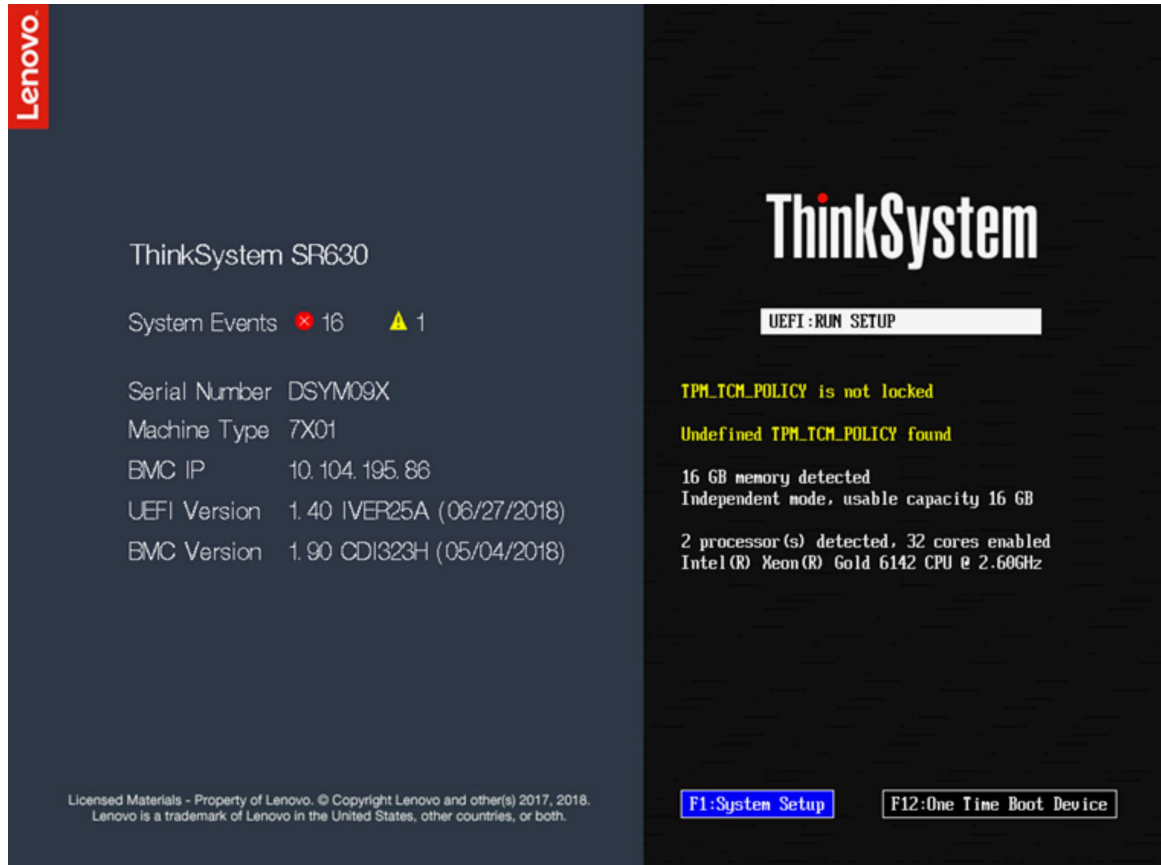 Lenovo.
ThinkSystem SR630
System Events 16 1
Serial Number DSYM09X
Machine Type 7X01
BMC IP 10.104.195.86
UEFI Version 1.40 IVER25A (06/27/2018)
BMC Version 1.90 CDI323H (05/04/2018)
Licensed Materials - Property of Lenovo. © Copyright Lenovo and other(s) 2017, 2018.
Lenovo is a trademark of Lenovo in the United States, other countries, or both.
ThinkSystem
UEFI:RUN SETUP
TPM_TCM_POLICY is not locked
Undefined TPM_TCM_POLICY found
16 GB memory detected
Independent mode, usable capacity 16 GB
2 processor(s) detected, 32 cores enabled
Intel(R) Xeon(R) Gold 6142 CPU @ 2.60GHz
F1:System Setup
F12:One Time Boot Device